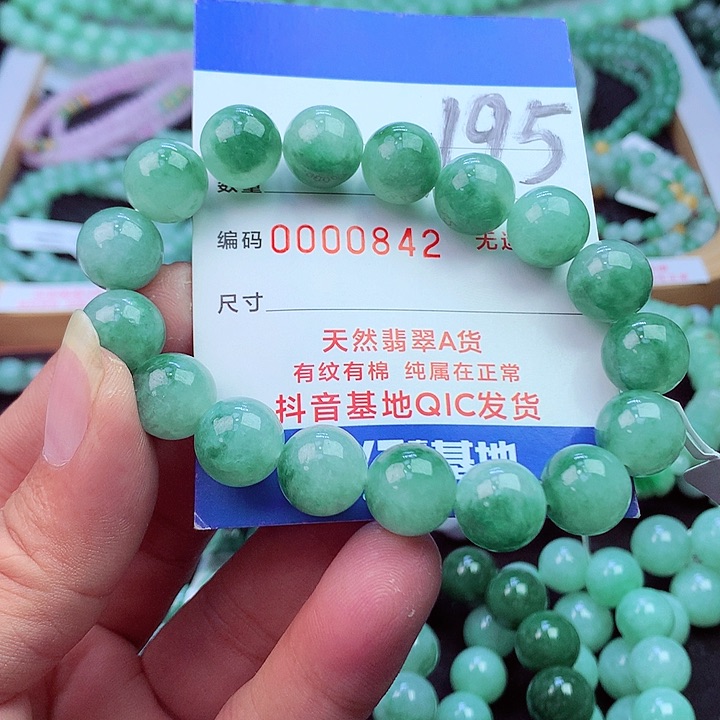 195
数量
编码 0000842 无
尺寸
天然翡翠A货
有纹有棉 纯属在正常
抖音基地QIC发货
基地